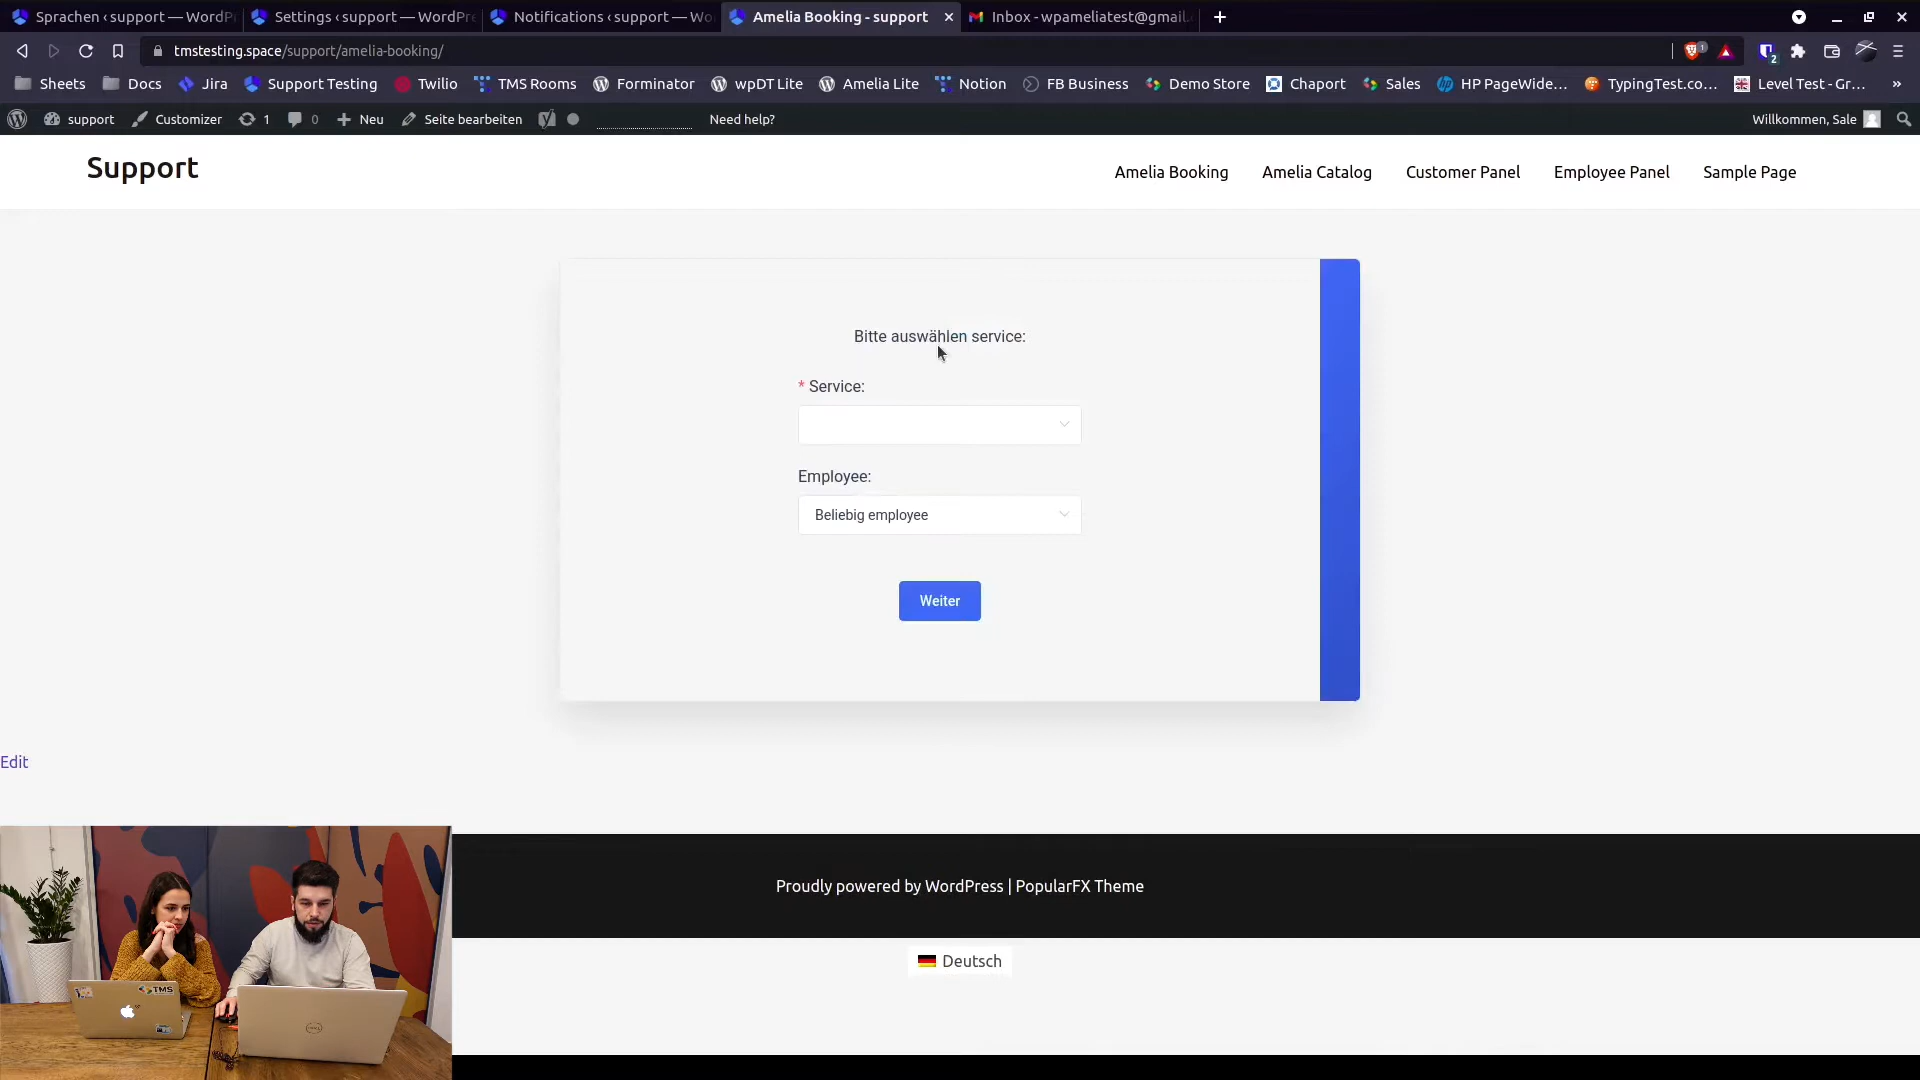 Sprachen ‹ support — WordPr
Settings ‹ support — WordPre
Notifications ‹ support — Wo
Amelia Booking - support
Inbox - wpameliatest@gmail.
tmstesting.space/support/amelia-booking/
1
2
Sheets
Docs
Jira
Support Testing
Twilio
TMS Rooms
Forminator
wpDT Lite
Amelia Lite
Notion
FB Business
Demo Store
Chaport
Sales
HP PageWide...
TypingTest.co...
Level Test - Gr...
support
Customizer
1
0
Neu
Seite bearbeiten
Need help?
Willkommen, Sale
Support
Amelia Booking
Amelia Catalog
Customer Panel
Employee Panel
Sample Page
Bitte auswählen service:
* Service:
Employee:
Beliebig employee
Weiter
Edit
Proudly powered by WordPress | PopularFX Theme
Deutsch
TMS